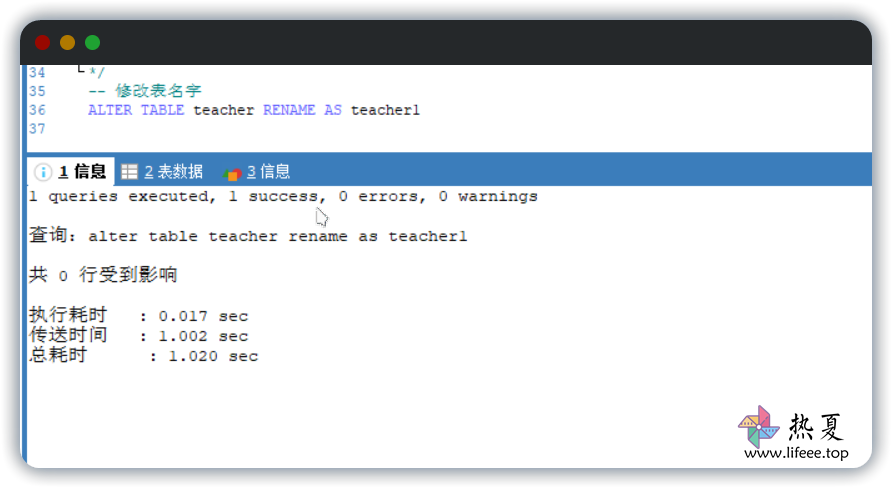 34 */
35 -- 修改表名字
36 ALTER TABLE teacher RENAME AS teacher1
37
1 信息 2 表数据 3 信息
1 queries executed, 1 success, 0 errors, 0 warnings
查询: alter table teacher rename as teacher1
共 0 行受到影响
执行耗时 : 0.017 sec
传送时间 : 1.002 sec
总耗时 : 1.020 sec
热夏
www.lifeee.top